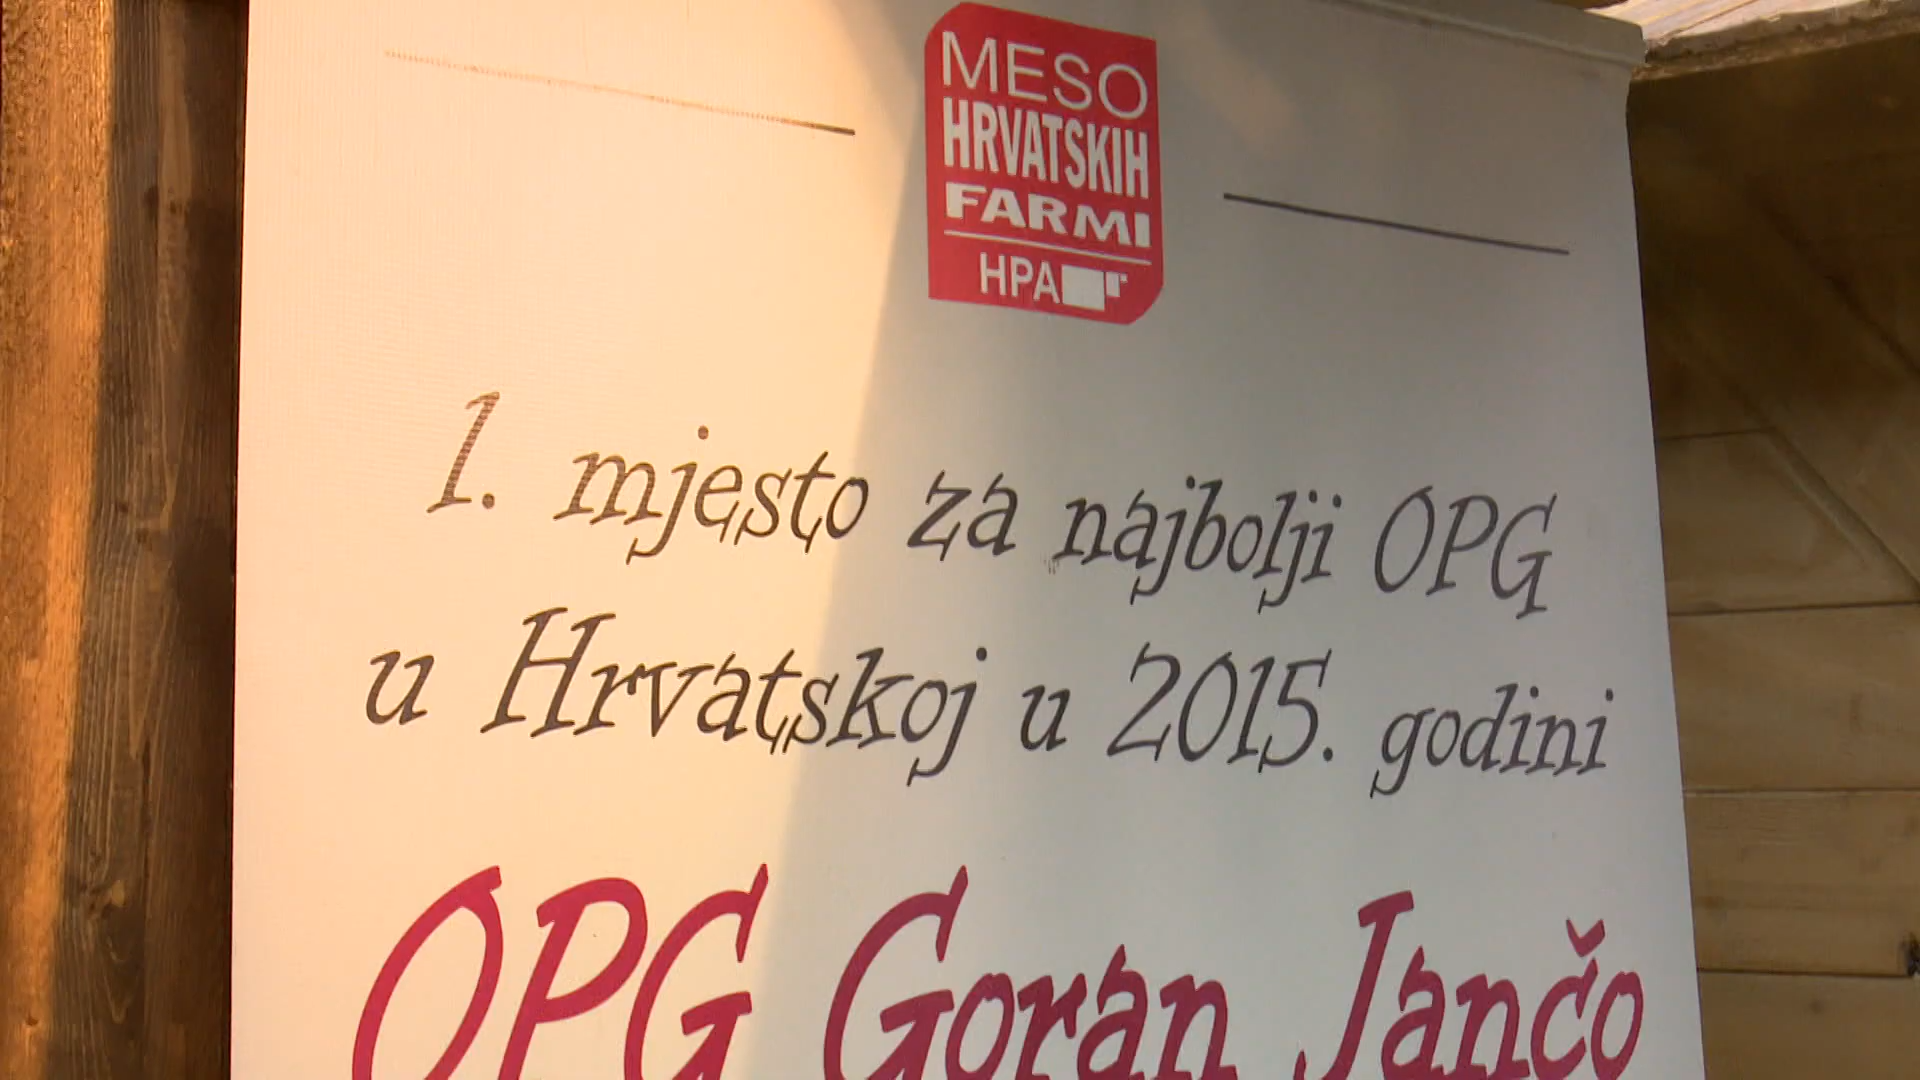 MESO
HRVATSKIH
FARMI
HPA
1. mjesto za najbolji OPG
u Hrvatskoj u 2015. godini
OPG Goran Jančo